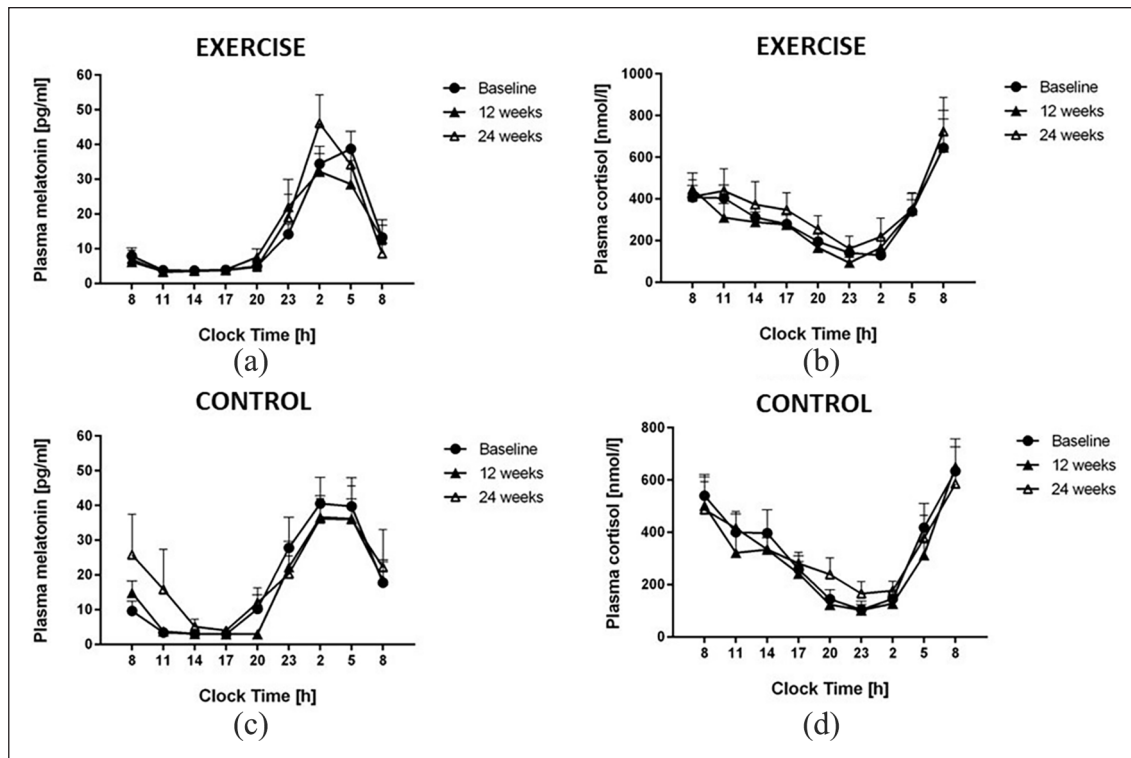 EXERCISE
Plasma melatonin [pg/ml]
60
50
40
30
20
10
0
8 11 14 17 20 23 2 5 8
Clock Time [h]
Baseline
12 weeks
24 weeks
(a)
EXERCISE
Plasma cortisol [nmol/l]
1000
800
600
400
200
0
8 11 14 17 20 23 2 5 8
Clock Time [h]
Baseline
12 weeks
24 weeks
(b)
CONTROL
Plasma melatonin [pg/ml]
60
50
40
30
20
10
0
8 11 14 17 20 23 2 5 8
Clock Time [h]
Baseline
12 weeks
24 weeks
(c)
CONTROL
Plasma cortisol [nmol/l]
800
600
400
200
0
8 11 14 17 20 23 2 5 8
Clock Time [h]
Baseline
12 weeks
24 weeks
(d)